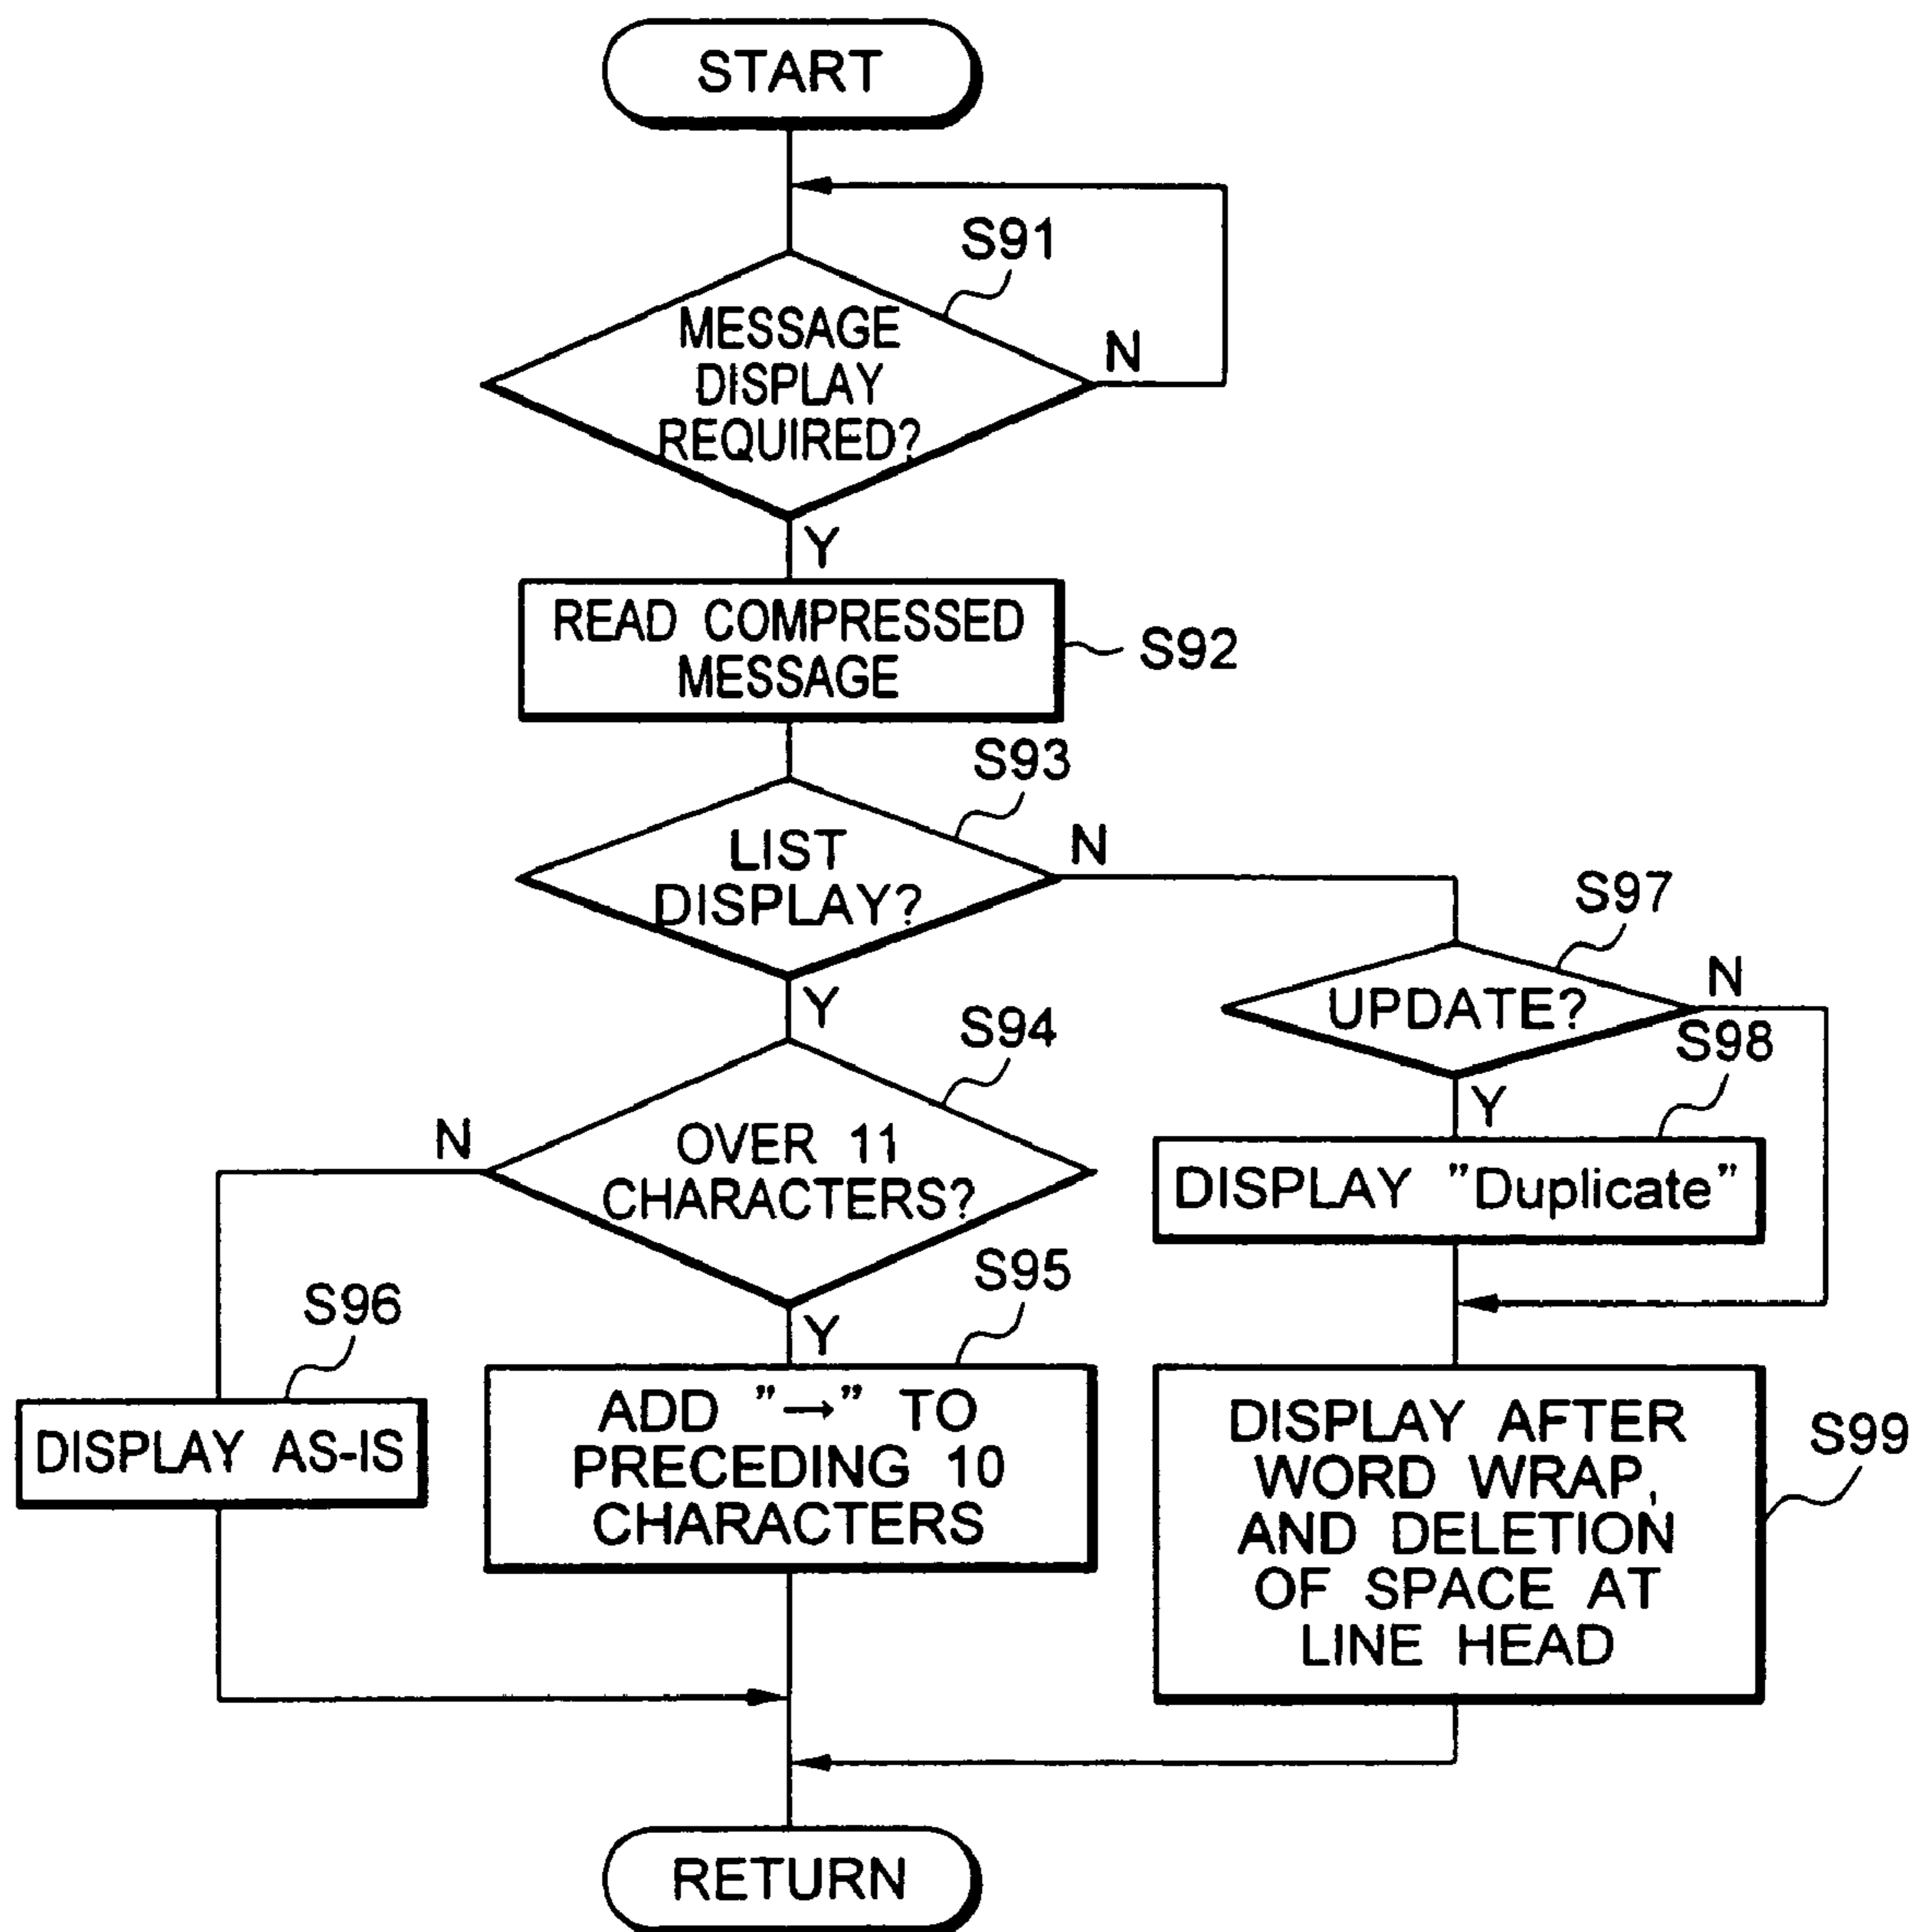 START
S91
MESSAGE
DISPLAY
REQUIRED?
N
Y
READ COMPRESSED
MESSAGE
S92
S93
LIST
DISPLAY?
N
Y
S97
UPDATE?
N
S98
Y
DISPLAY "Duplicate"
S94
OVER 11
CHARACTERS?
N
Y
S96
DISPLAY AS-IS
S95
ADD "→" TO
PRECEDING 10
CHARACTERS
DISPLAY AFTER
WORD WRAP,
AND DELETION
OF SPACE AT
LINE HEAD
S99
RETURN